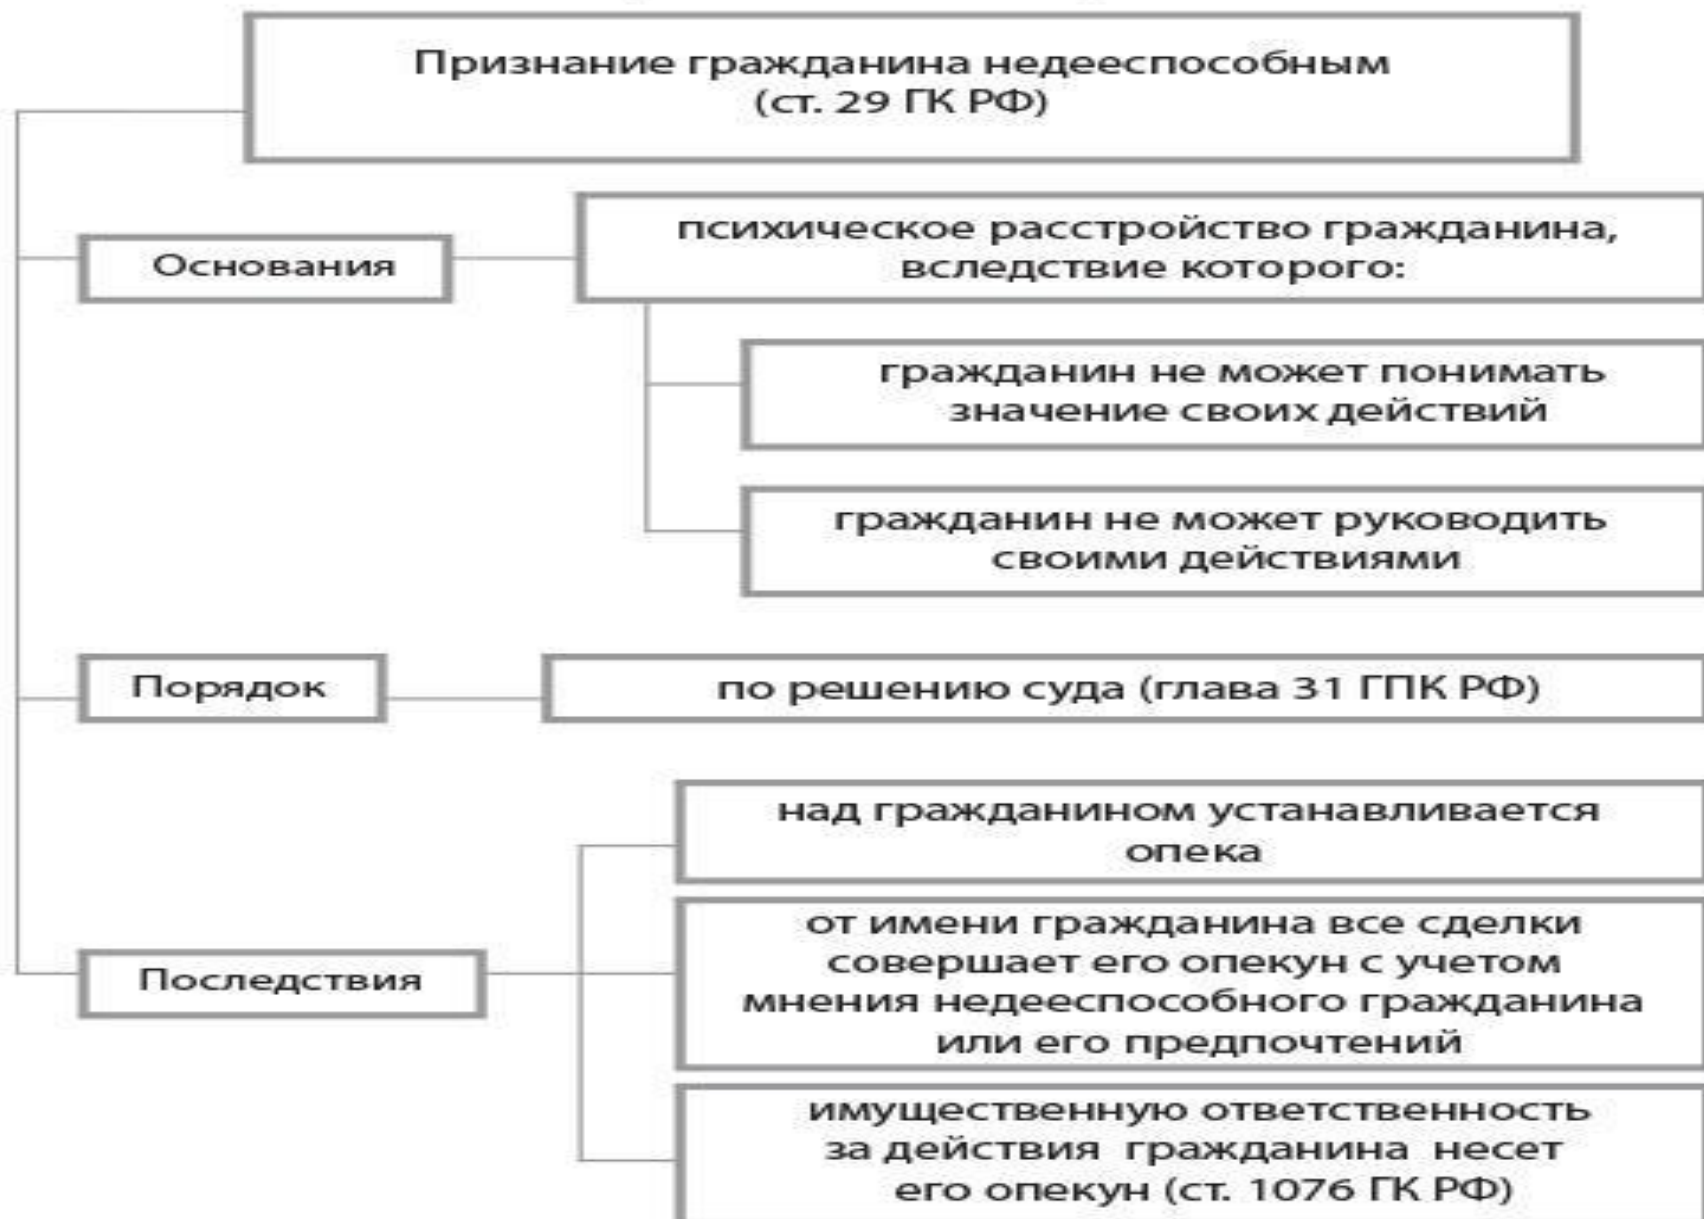 Признание гражданина недееспособным
(ст. 29 ГК РФ)
Основания
психическое расстройство гражданина,
вследствие которого:
гражданин не может понимать
значение своих действий
гражданин не может руководить
своими действиями
Порядок
по решению суда (глава 31 ГПК РФ)
Последствия
над гражданином устанавливается
опека
от имени гражданина все сделки
совершает его опекун с учетом
мнения недееспособного гражданина
или его предпочтений
имущественную ответственность
за действия гражданина несет
его опекун (ст. 1076 ГК РФ)